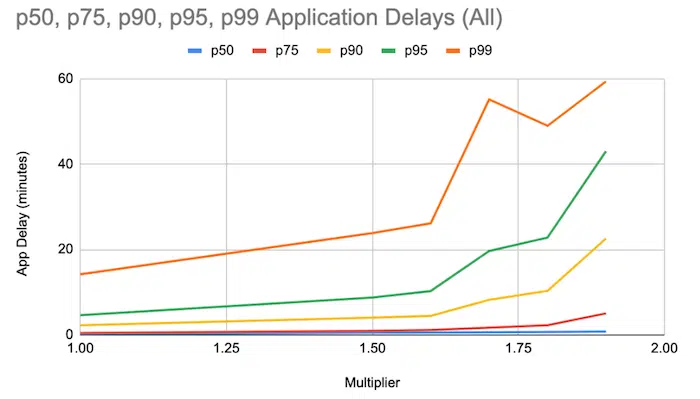 p50, p75, p90, p95, p99 Application Delays (All)
p50 p75 p90 p95 p99
60
40
20
0
App Delay (minutes)
1.00 1.25 1.50 1.75 2.00
Multiplier